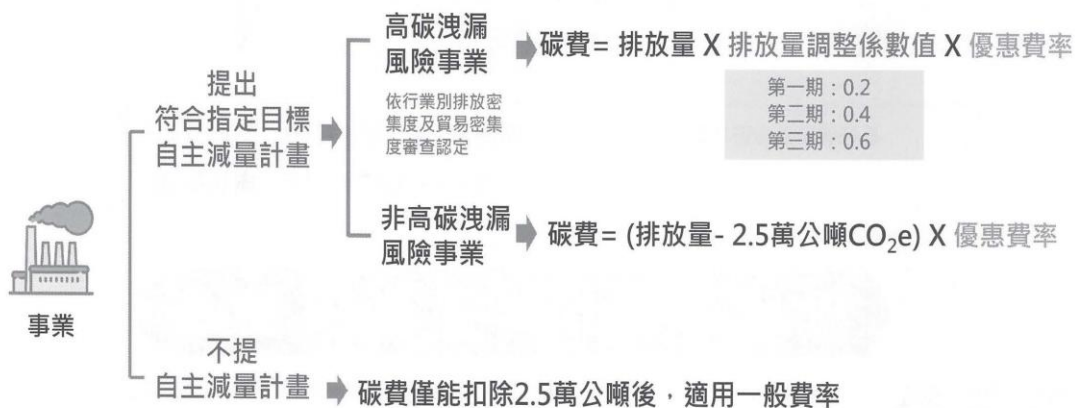 高碳洩漏
風險事業
碳費= 排放量 X 排放量調整係數值 X 優惠費率
第一期：0.2
第二期：0.4
第三期：0.6
依行業別排放密
集度及貿易密集
度審查認定
提出
符合指定目標
自主減量計畫
非高碳洩漏
風險事業
碳費= (排放量- 2.5萬公噸CO₂e) X 優惠費率
事業
不提
自主減量計畫
碳費僅能扣除2.5萬公噸後，適用一般費率